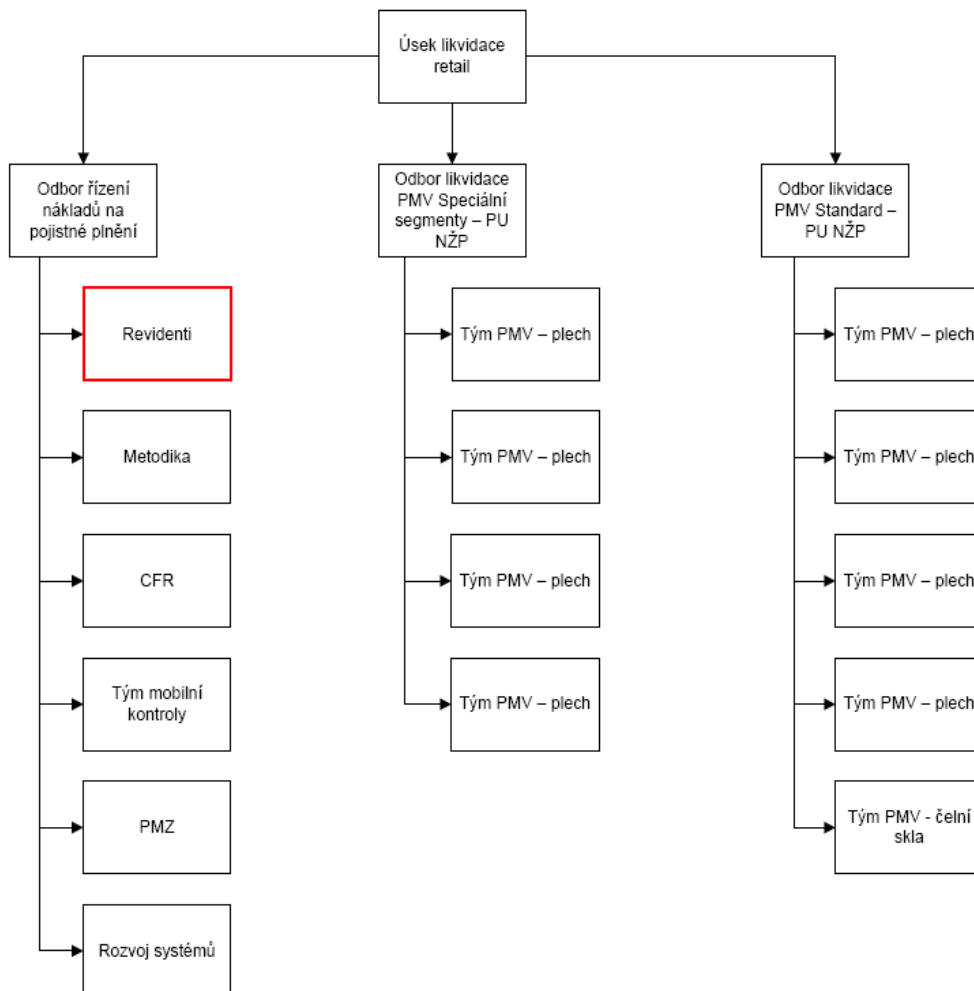 Úsek likvidace
retail
Odbor řízení
nákladů na
pojistné plnění
Odbor likvidace
PMV Speciální
segmenty – PU
NŽP
Odbor likvidace
PMV Standard –
PU NŽP
Revidenti
Tým PMV – plech
Tým PMV – plech
Metodika
Tým PMV – plech
Tým PMV – plech
CFR
Tým PMV – plech
Tým PMV – plech
Tým mobilní
kontroly
Tým PMV – plech
Tým PMV – plech
PMZ
Tým PMV - čelní
skla
Rozvoj systémů